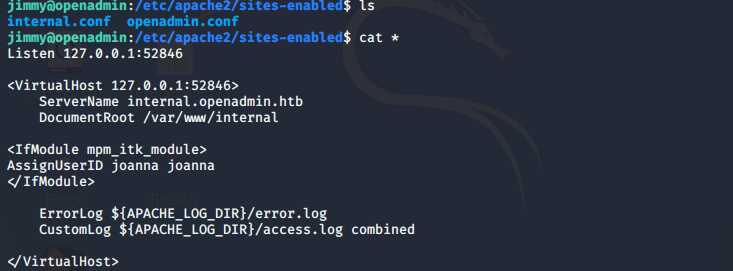 jimmy@openadmin:/etc/apache2/sites-enabled$ ls
internal.conf  openadmin.conf
jimmy@openadmin:/etc/apache2/sites-enabled$ cat *
Listen 127.0.0.1:52846

<VirtualHost 127.0.0.1:52846>
    ServerName internal.openadmin.htb
    DocumentRoot /var/www/internal

<IfModule mpm_itk_module>
AssignUserID joanna joanna
</IfModule>

    ErrorLog ${APACHE_LOG_DIR}/error.log
    CustomLog ${APACHE_LOG_DIR}/access.log combined

</VirtualHost>